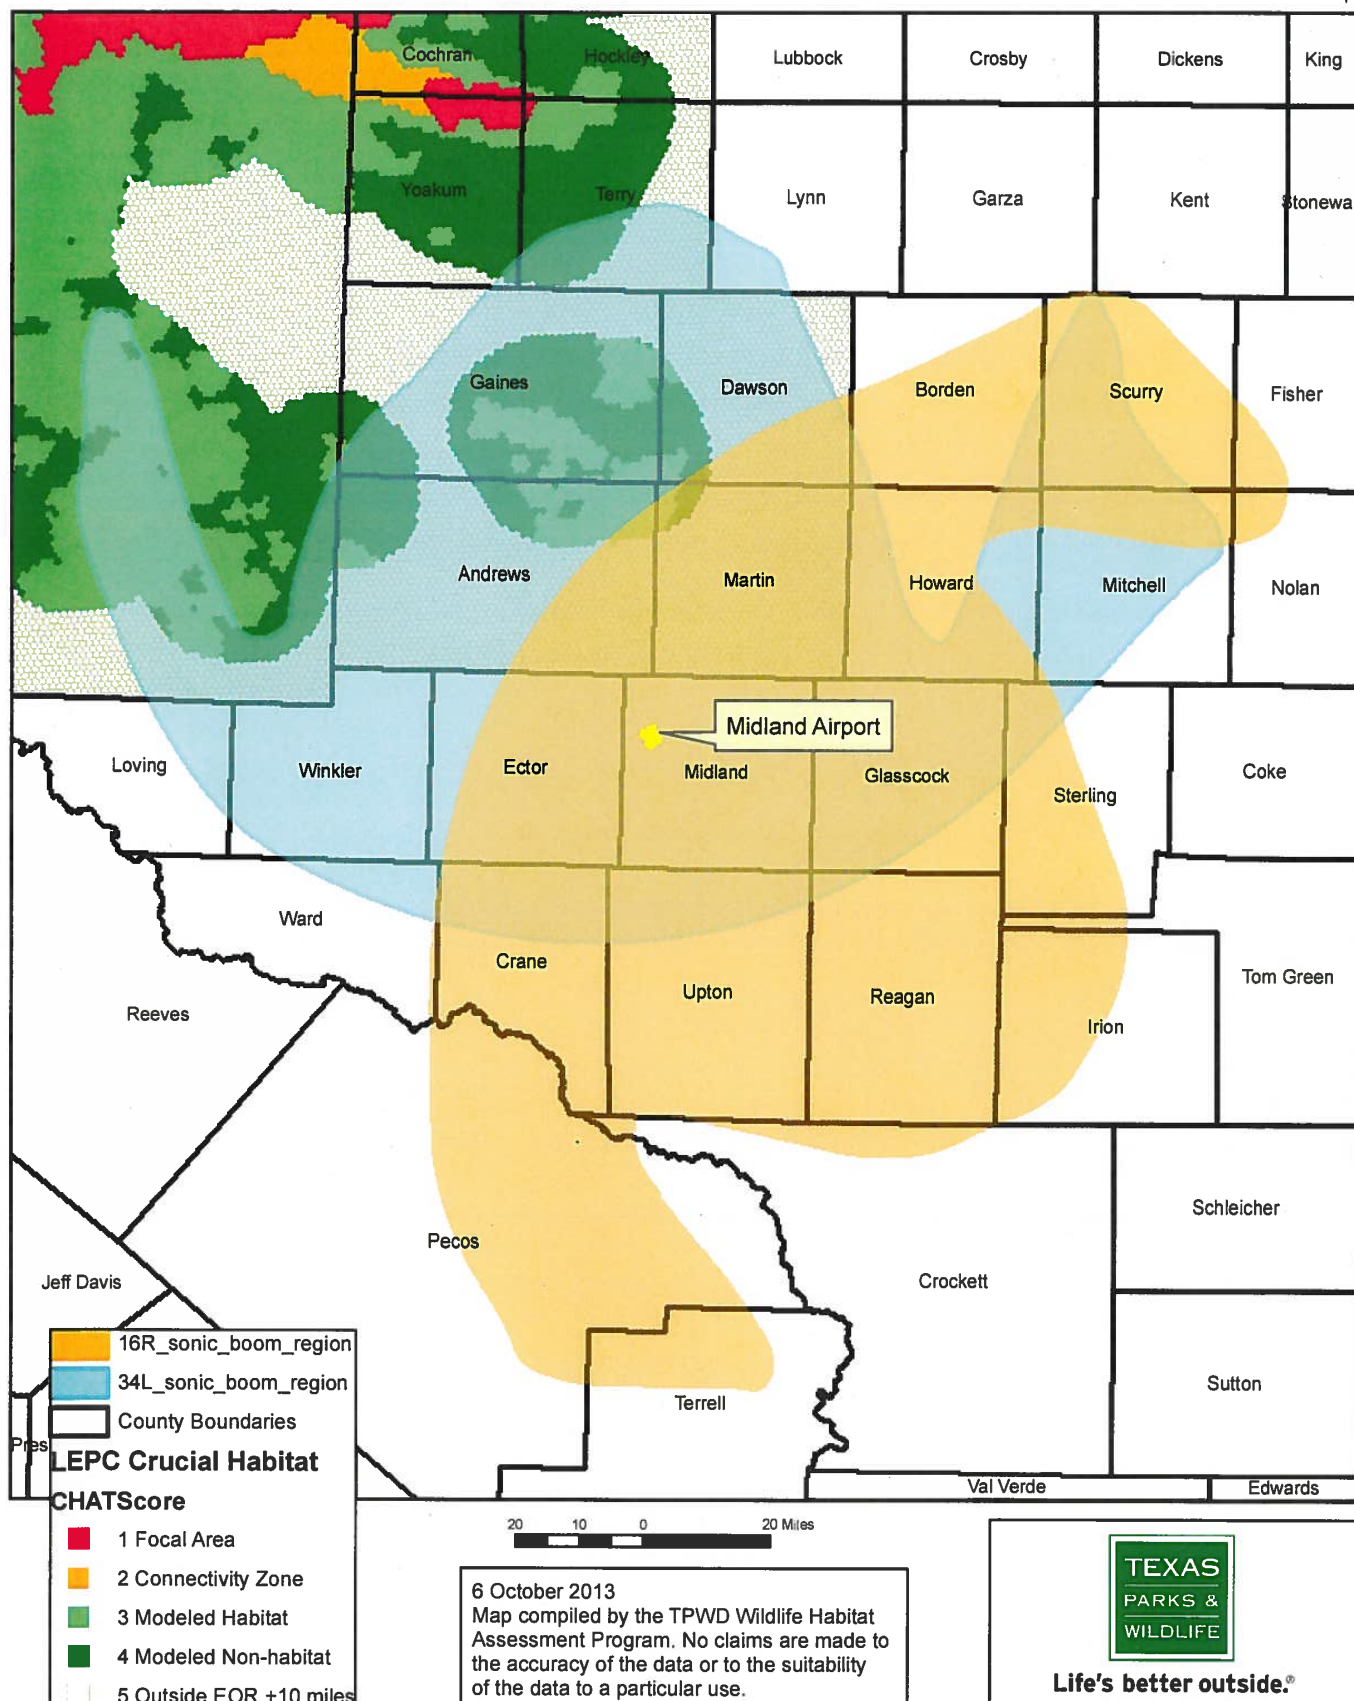 Cochran
Hockley
Lubbock
Crosby
Dickens
King
Yoakum
Terry
Lynn
Garza
Kent
Stonewa
Gaines
Dawson
Borden
Scurry
Fisher
Andrews
Martin
Howard
Mitchell
Nolan
Midland Airport
Loving
Winkler
Ector
Midland
Glasscock
Sterling
Coke
Ward
Crane
Upton
Reagan
Irion
Tom Green
Reeves
Pecos
Crockett
Schleicher
Jeff Davis
Terrell
Sutton
Pres
Val Verde
Edwards
16R_sonic_boom_region
34L_sonic_boom_region
County Boundaries
LEPC Crucial Habitat
CHATScore
1 Focal Area
2 Connectivity Zone
3 Modeled Habitat
4 Modeled Non-habitat
5 Outside EOR +10 miles
20 10 0 20 Miles
6 October 2013
Map compiled by the TPWD Wildlife Habitat
Assessment Program. No claims are made to
the accuracy of the data or to the suitability
of the data to a particular use.
TEXAS
PARKS &
WILDLIFE
Life's better outside.®